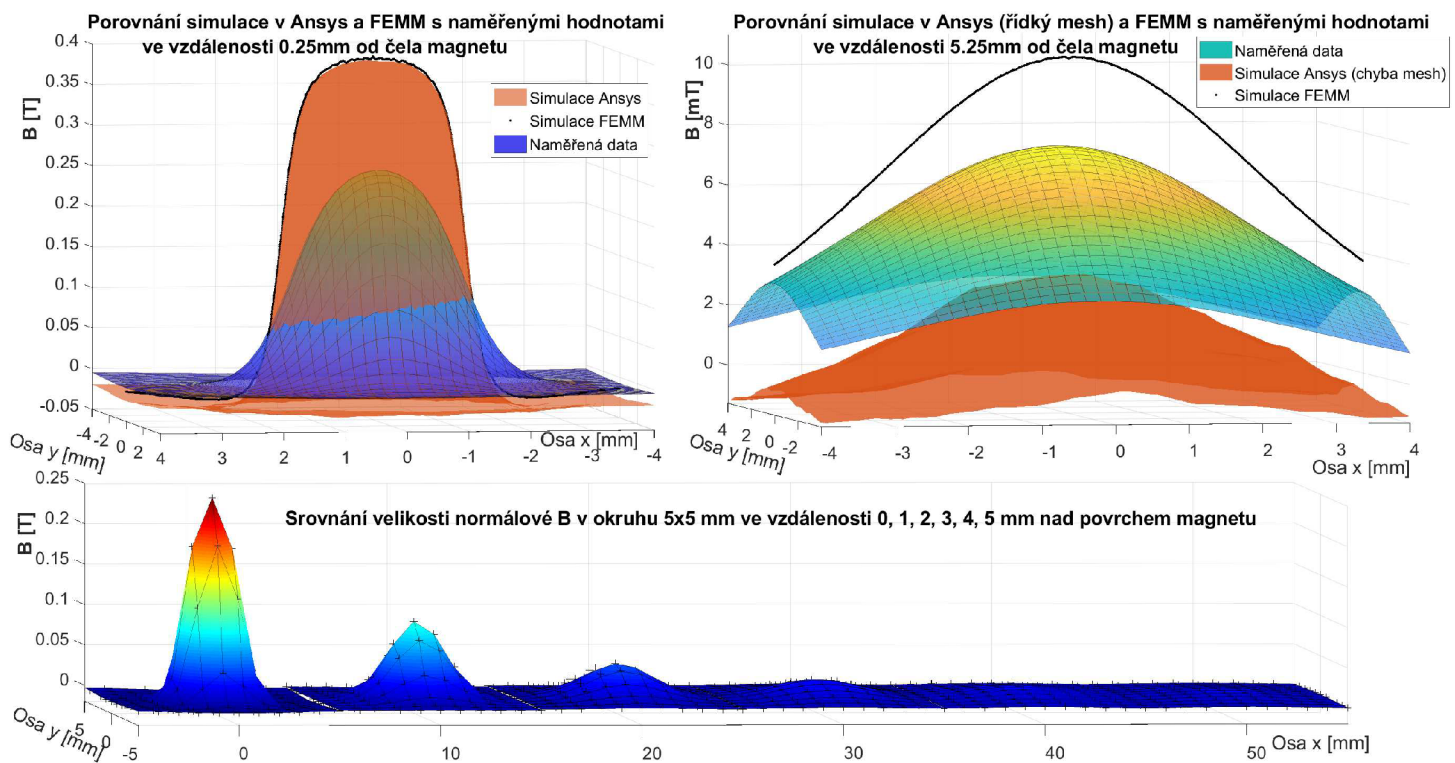 Porovnání simulace v Ansys a FEMM s naměřenými hodnotami
ve vzdálenosti 0.25mm od čela magnetu
B [T]
0.4
0.35
0.3
0.25
0.2
0.15
0.1
0.05
0
-0.05
Simulace Ansys
Simulace FEMM
Naměřená data
Osa y [mm]
-4 -2 0 2 4
3 2 1 0 -1 -2 -3 -4
Osa x [mm]
Porovnání simulace v Ansys (řídký mesh) a FEMM s naměřenými hodnotami
ve vzdálenosti 5.25mm od čela magnetu
B [mT]
10
8
6
4
2
0
Naměřená data
Simulace Ansys (chyba mesh)
Simulace FEMM
Osa y [mm]
4 2 0 -2 -4
-3 -2 -1 0 1 2 3 4
Osa x [mm]
Srovnání velikosti normálové B v okruhu 5x5 mm ve vzdálenosti 0, 1, 2, 3, 4, 5 mm nad povrchem magnetu
B [T]
0.25
0.2
0.15
0.1
0.05
0
Osa y [mm]
5 0 -5
0 10 20 30 40 50
Osa x [mm]